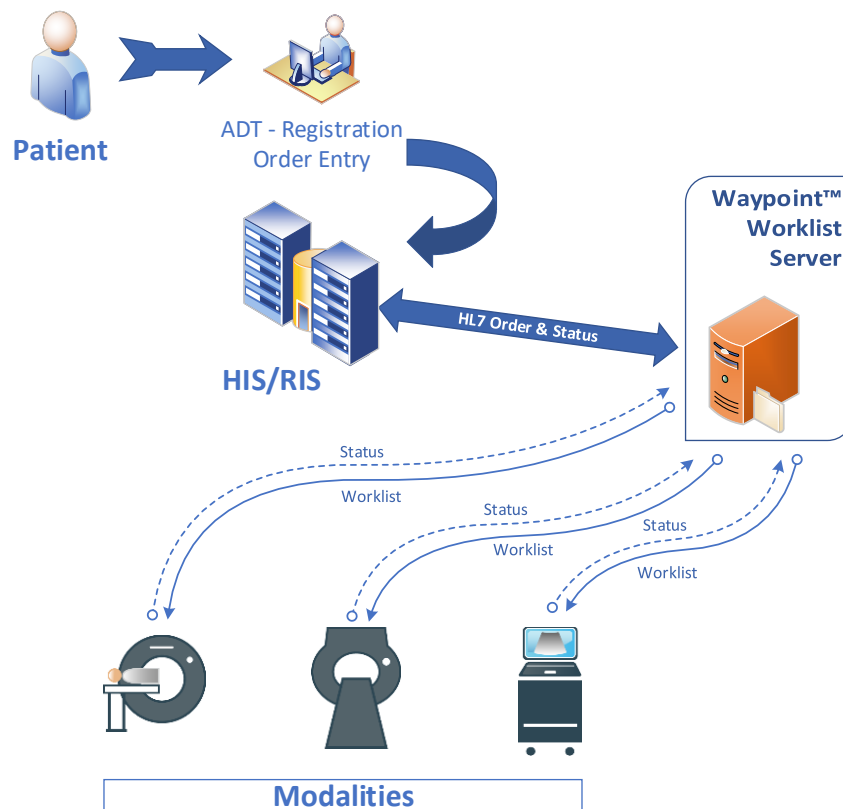 Patient
ADT - Registration
Order Entry
Waypoint™
Worklist
Server
HL7 Order & Status
HIS/RIS
Status
Worklist
Status
Worklist
Status
Worklist
Modalities